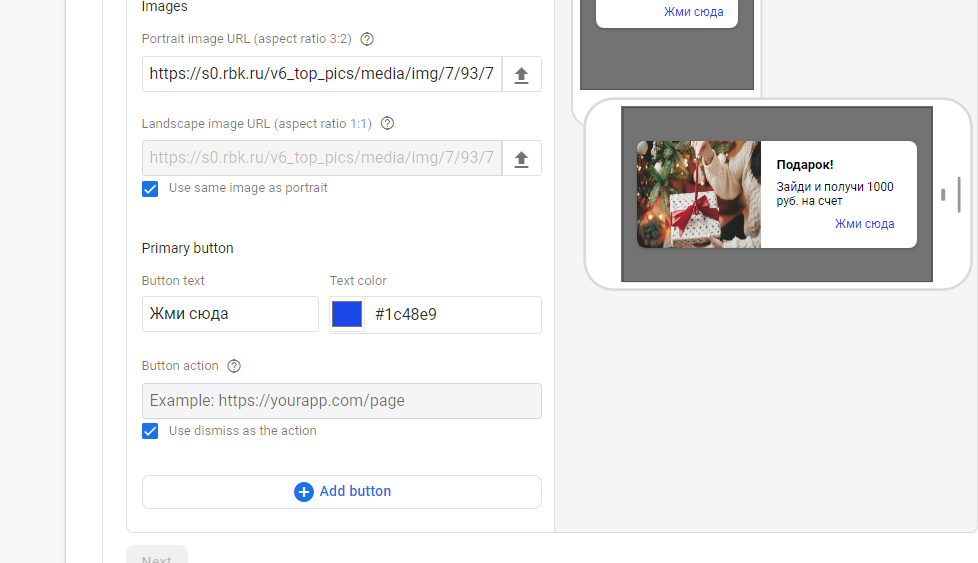 Images
Portrait image URL (aspect ratio 3:2)
https://s0.rbk.ru/v6_top_pics/media/img/7/93/7
Landscape image URL (aspect ratio 1:1)
https://s0.rbk.ru/v6_top_pics/media/img/7/93/7
Use same image as portrait
Primary button
Button text
Text color
Жми сюда
#1c48e9
Button action
Example: https://yourapp.com/page
Use dismiss as the action
Add button
Next
Жми сюда
Подарок!
Зайди и получи 1000
руб. на счет
Жми сюда